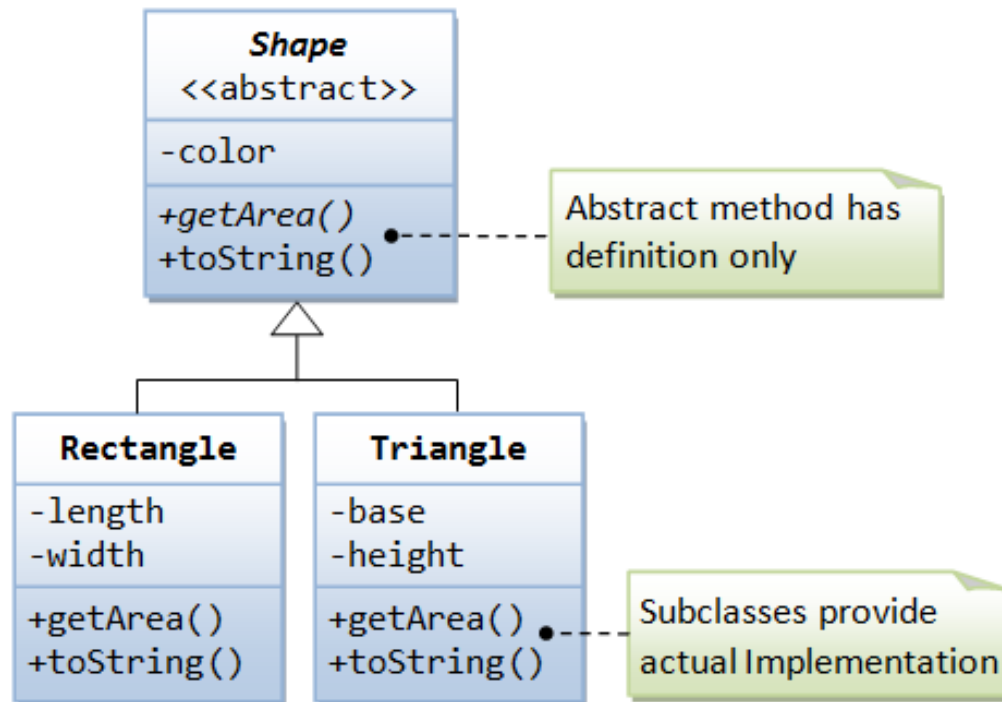 Shape
<<abstract>>
-color
+getArea()
+toString()
Abstract method has
definition only
Rectangle
-length
-width
+getArea()
+toString()
Triangle
-base
-height
+getArea()
+toString()
Subclasses provide
actual Implementation